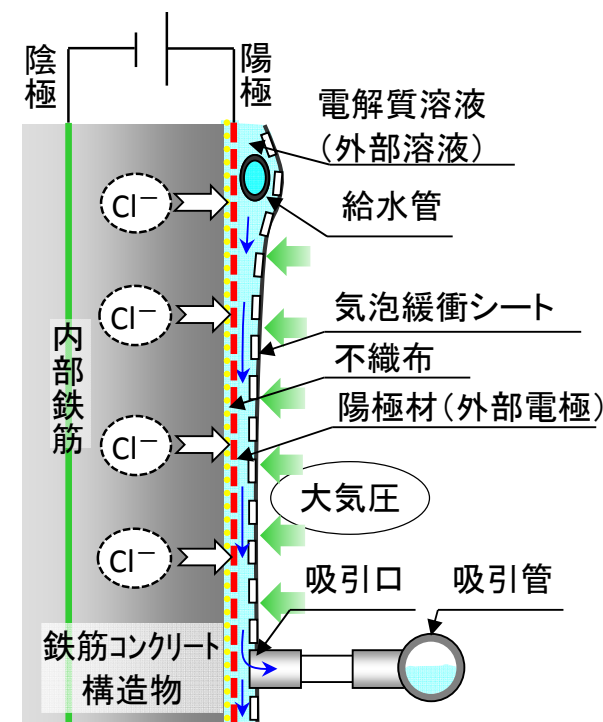 陰極
陽極
電解質溶液
(外部溶液)
給水管
Cl⁻
Cl⁻
気泡緩衝シート
不織布
陽極材(外部電極)
内部鉄筋
Cl⁻
大気圧
Cl⁻
吸引口
吸引管
鉄筋コンクリート
構造物